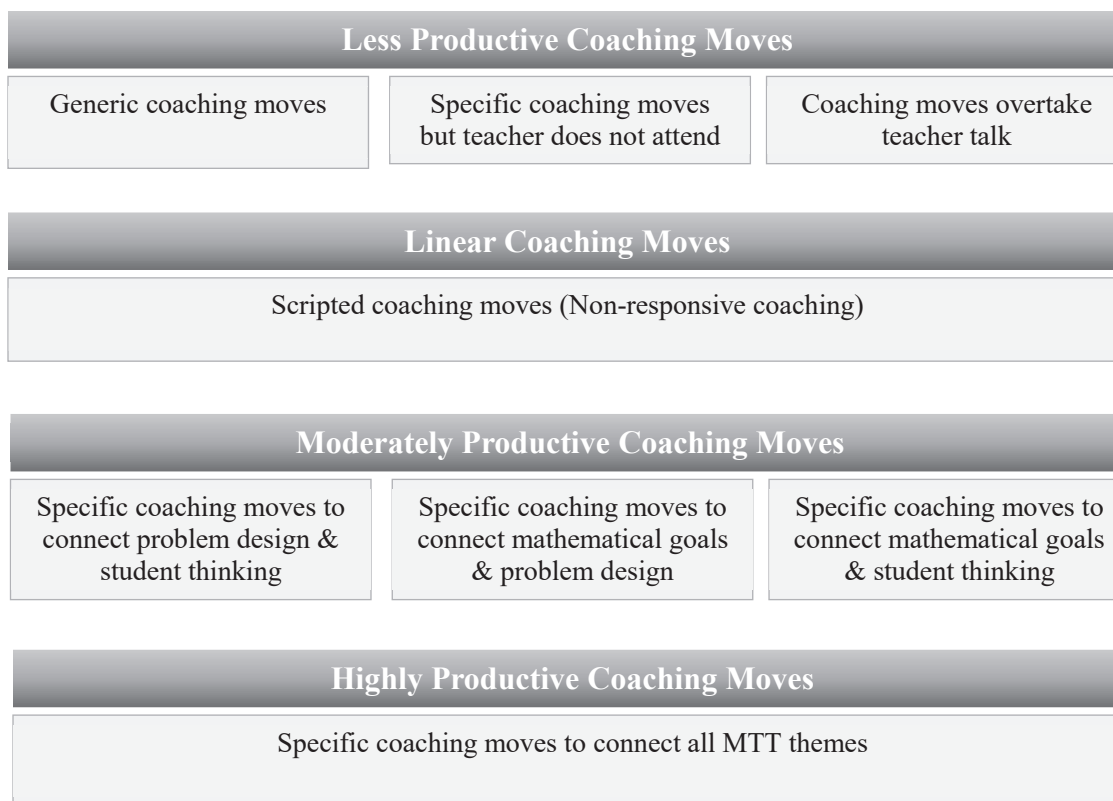 Less Productive Coaching Moves
Generic coaching moves
Specific coaching moves
but teacher does not attend
Coaching moves overtake
teacher talk
Linear Coaching Moves
Scripted coaching moves (Non-responsive coaching)
Moderately Productive Coaching Moves
Specific coaching moves to
connect problem design &
student thinking
Specific coaching moves to
connect mathematical goals
& problem design
Specific coaching moves to
connect mathematical goals
& student thinking
Highly Productive Coaching Moves
Specific coaching moves to connect all MTT themes